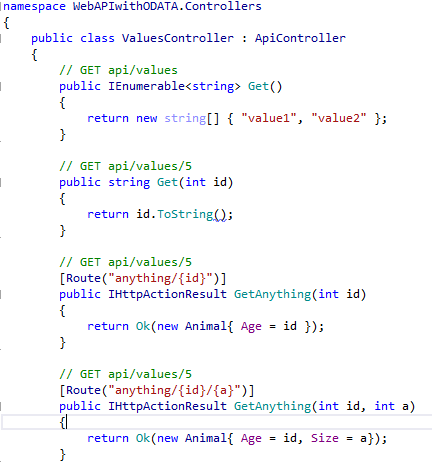 namespace WebAPIwithODATA.Controllers
{
    public class ValuesController : ApiController
    {
        // GET api/values
        public IEnumerable<string> Get()
        {
            return new string[] { "value1", "value2" };
        }

        // GET api/values/5
        public string Get(int id)
        {
            return id.ToString();
        }

        // GET api/values/5
        [Route("anything/{id}")]
        public IHttpActionResult GetAnything(int id)
        {
            return Ok(new Animal{ Age = id });
        }

        // GET api/values/5
        [Route("anything/{id}/{a}")]
        public IHttpActionResult GetAnything(int id, int a)
        {
            return Ok(new Animal{ Age = id, Size = a});
        }